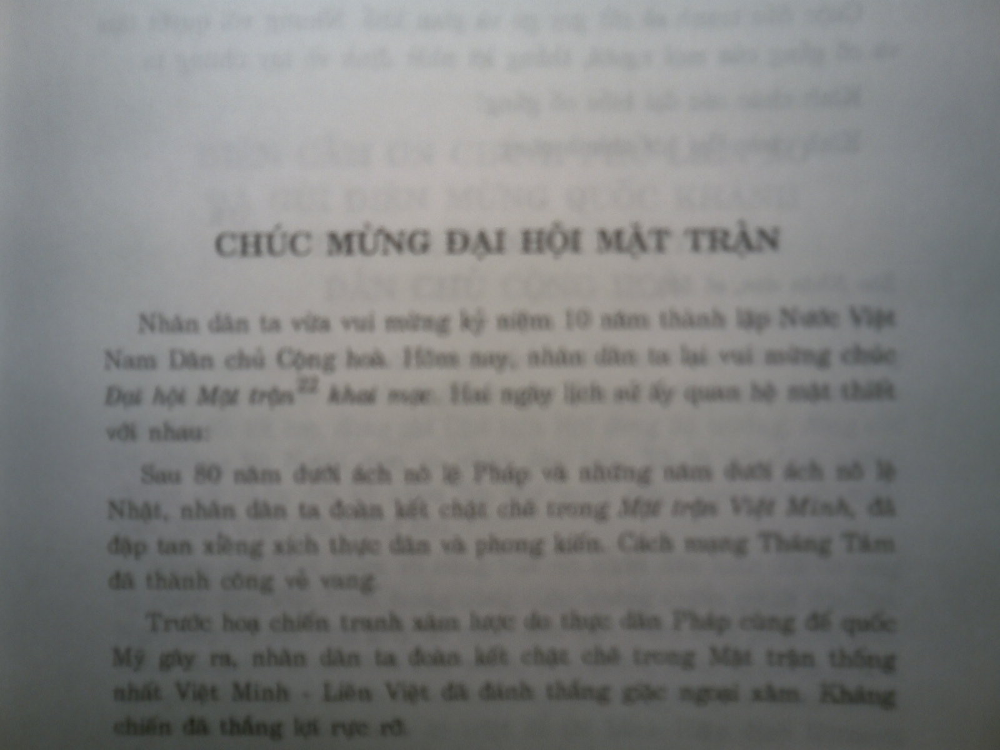 CHÚC MỪNG ĐẠI HỘI MẶT TRẬN
Nhân dân ta vừa vui mừng kỷ niệm 10 năm thành lập Nước Việt
Nam Dân chủ Cộng hoà. Hôm nay, nhân dân ta lại vui mừng chúc
Đại hội Mặt trận22 khai mạc. Hai ngày lịch sử ấy quan hệ mật thiết
với nhau:
Sau 80 năm dưới ách nô lệ Pháp và những năm dưới ách nô lệ
Nhật, nhân dân ta đoàn kết chặt chẽ trong Mặt trận Việt Minh, đã
đập tan xiềng xích thực dân và phong kiến. Cách mạng Tháng Tám
đã thành công vẻ vang.
Trước hoạ chiến tranh xâm lược do thực dân Pháp cùng đế quốc
Mỹ gây ra, nhân dân ta đoàn kết chặt chẽ trong Mặt trận thống
nhất Việt Minh - Liên Việt đã đánh thắng giặc ngoại xâm. Kháng
chiến đã thắng lợi rực rỡ.